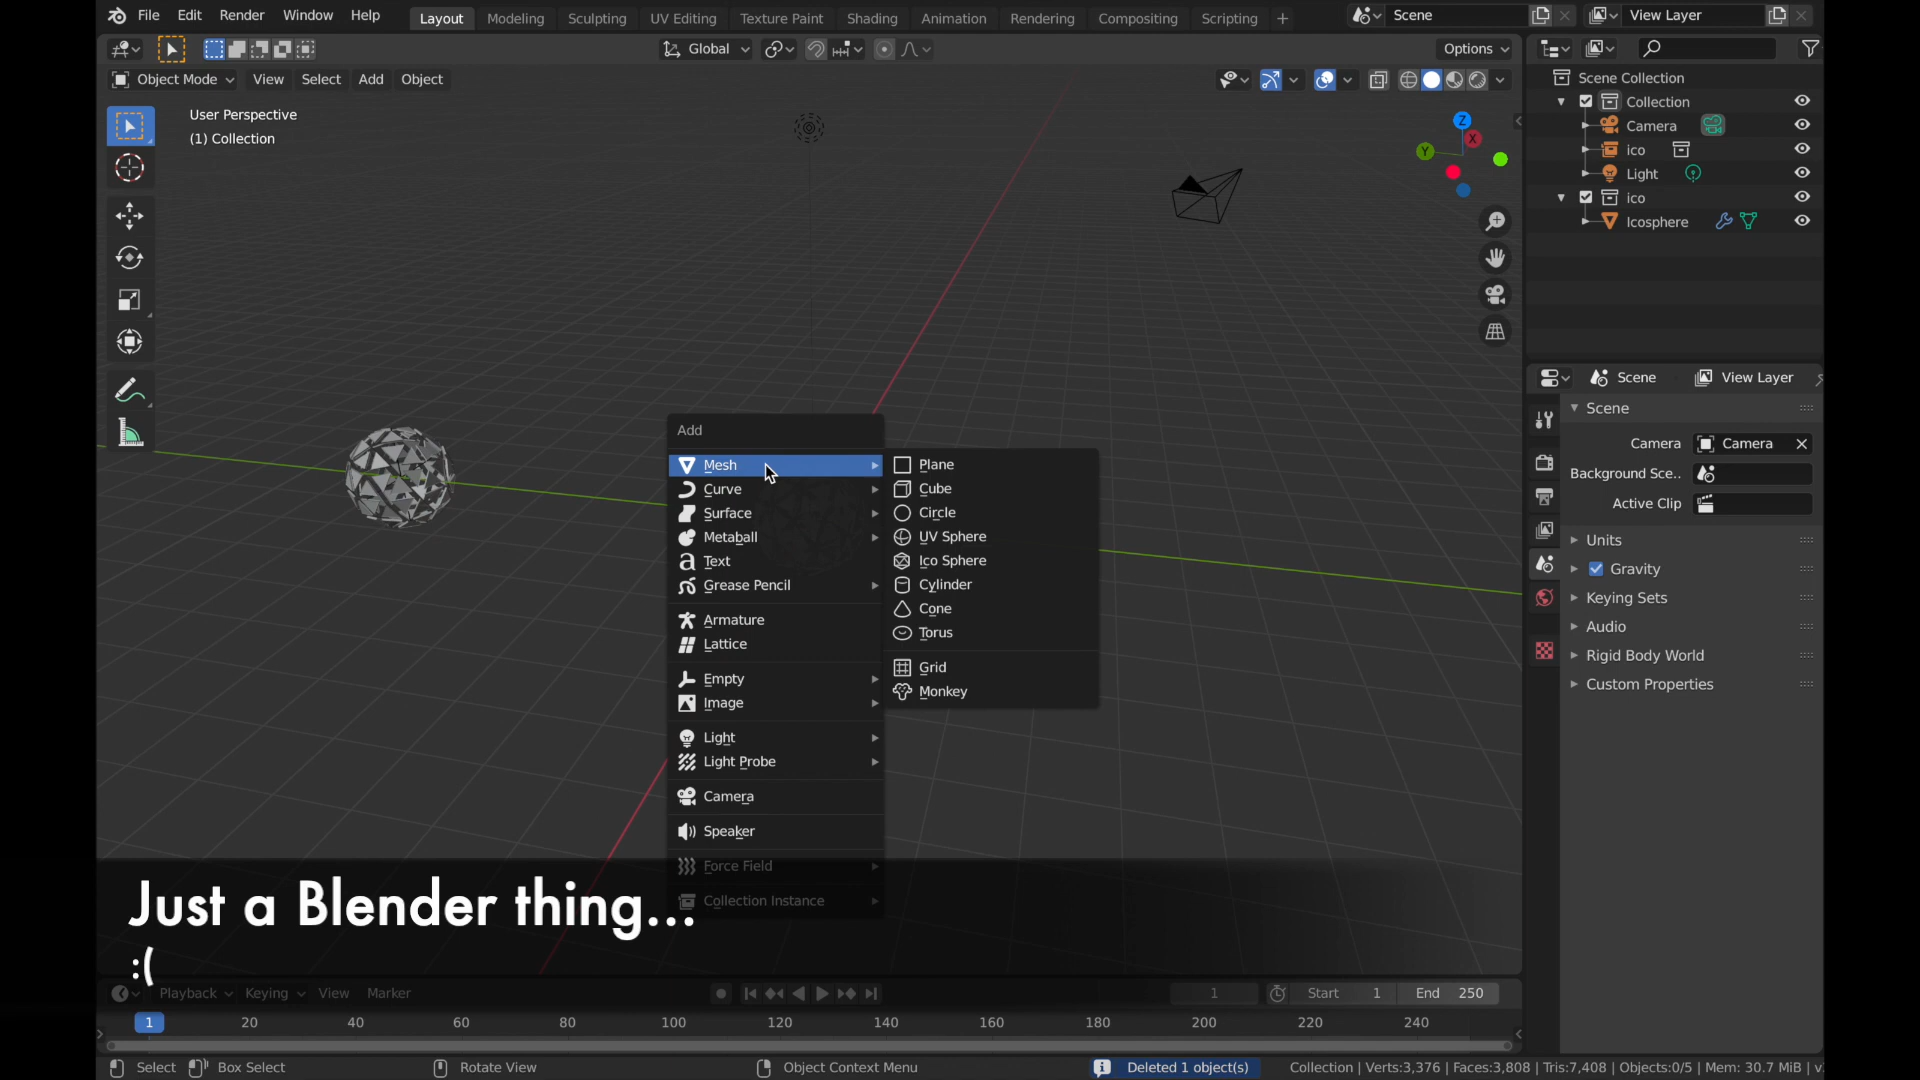 File Edit Render Window Help Layout Modeling Sculpting UV Editing Texture Paint Shading Animation Rendering Compositing Scripting + Scene View Layer
Global Options
Object Mode View Select Add Object
User Perspective
(1) Collection
Z
X
Y
Scene Collection
Collection
Camera
ico
Light
ico
Icosphere
Scene View Layer
Scene
Camera Camera
Background Sce..
Active Clip
Units
Gravity
Keying Sets
Audio
Rigid Body World
Custom Properties
Add
Mesh
Curve
Surface
Metaball
Text
Grease Pencil
Armature
Lattice
Empty
Image
Light
Light Probe
Camera
Speaker
Force Field
Collection Instance
Plane
Cube
Circle
UV Sphere
Ico Sphere
Cylinder
Cone
Torus
Grid
Monkey
Just a Blender thing...
:(
Playback Keying View Marker 1 Start 1 End 250
1 20 40 60 80 100 120 140 160 180 200 220 240
Select Box Select Rotate View Object Context Menu Deleted 1 object(s) Collection | Verts:3,376 | Faces:3,808 | Tris:7,408 | Objects:0/5 | Mem: 30.7 MiB | v